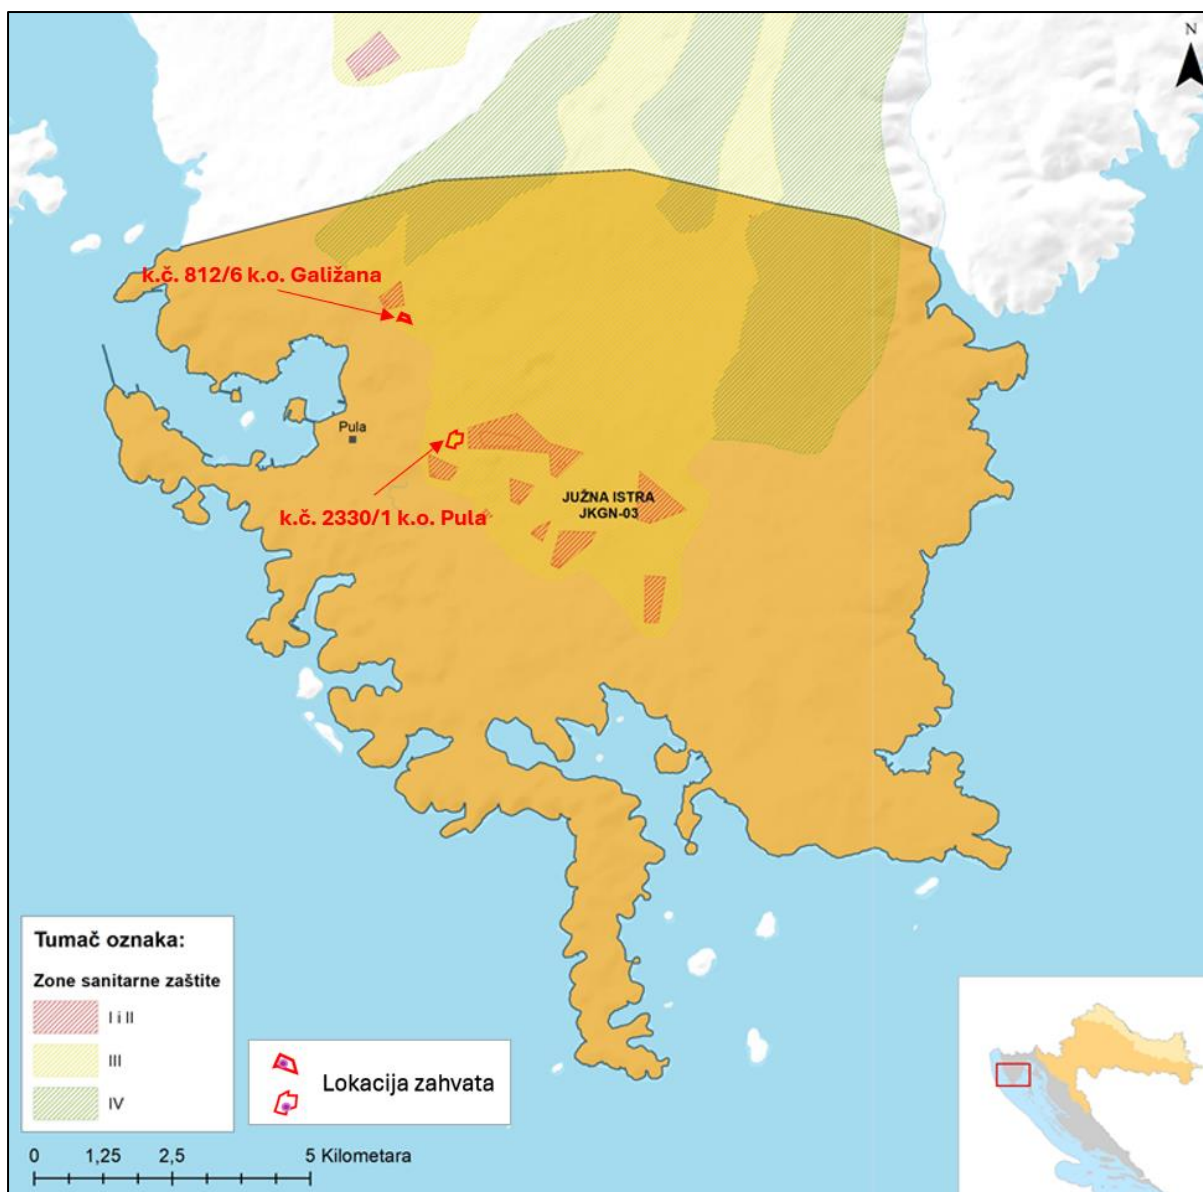 N
k.č. 812/6 k.o. Galižana
Pula
JUŽNA ISTRA
JKGN-03
k.č. 2330/1 k.o. Pula
Tumač oznaka:
Zone sanitarne zaštite
I i II
III
IV
Lokacija zahvata
0 1,25 2,5 5 Kilometara